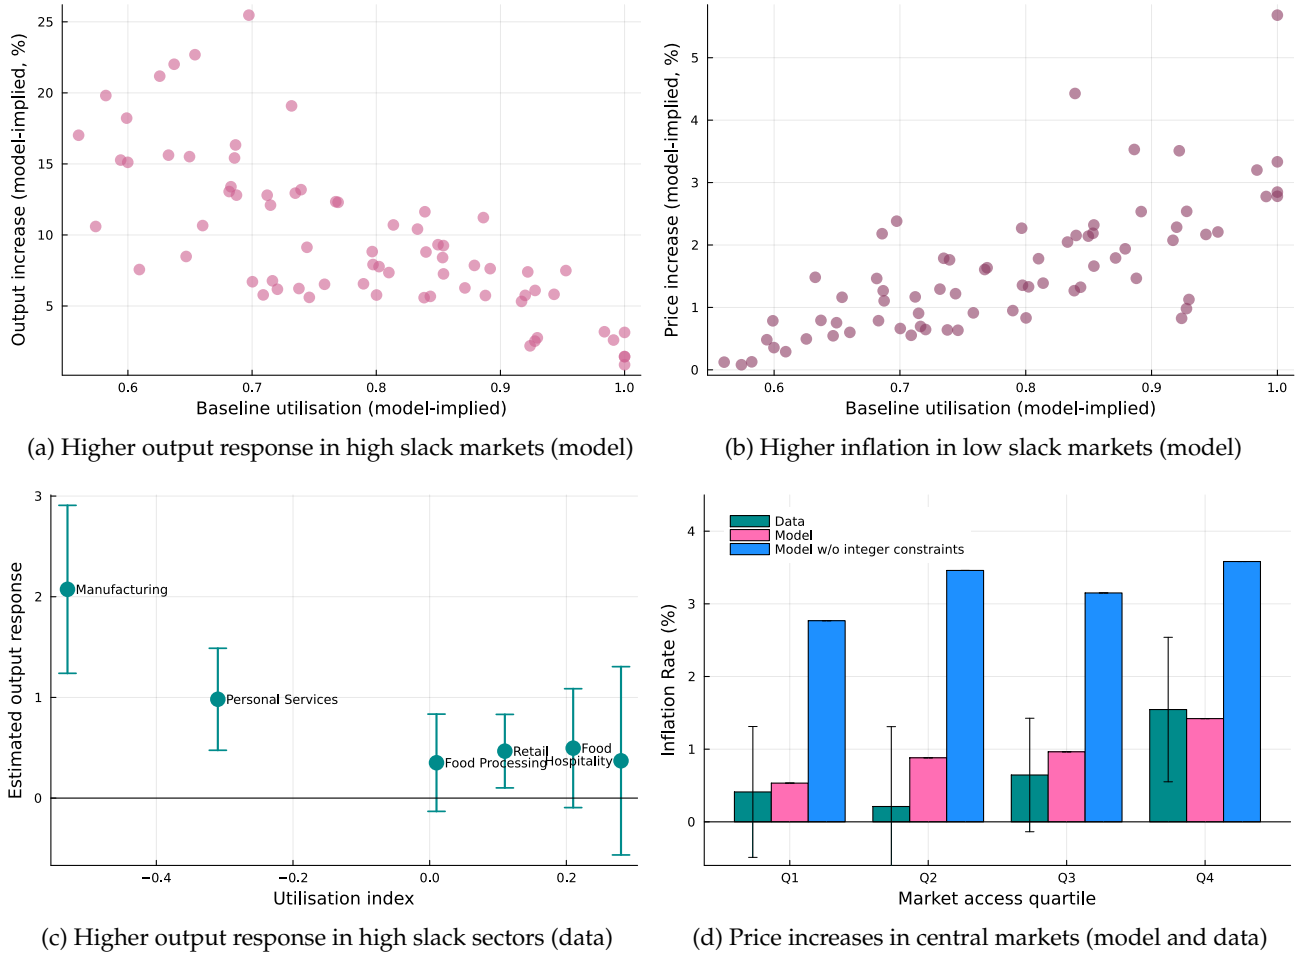 Output increase (model-implied, %)
25
20
15
10
5
0.6 0.7 0.8 0.9 1.0
Baseline utilisation (model-implied)
(a) Higher output response in high slack markets (model)
Price increase (model-implied, %)
5
4
3
2
1
0
0.6 0.7 0.8 0.9 1.0
Baseline utilisation (model-implied)
(b) Higher inflation in low slack markets (model)
Estimated output response
3
2
1
0
Manufacturing
Personal Services
Food Processing
Retail
Food
Hospitality
−0.4 −0.2 0.0 0.2
Utilisation index
(c) Higher output response in high slack sectors (data)
Inflation Rate (%)
4
3
2
1
0
Data
Model
Model w/o integer constraints
Q1 Q2 Q3 Q4
Market access quartile
(d) Price increases in central markets (model and data)